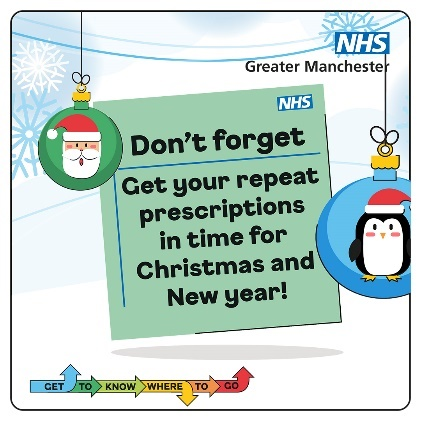 NHS
Greater Manchester
NHS
Don't forget
Get your repeat
prescriptions
in time for
Christmas and
New year!
GET TO KNOW WHERE TO GO